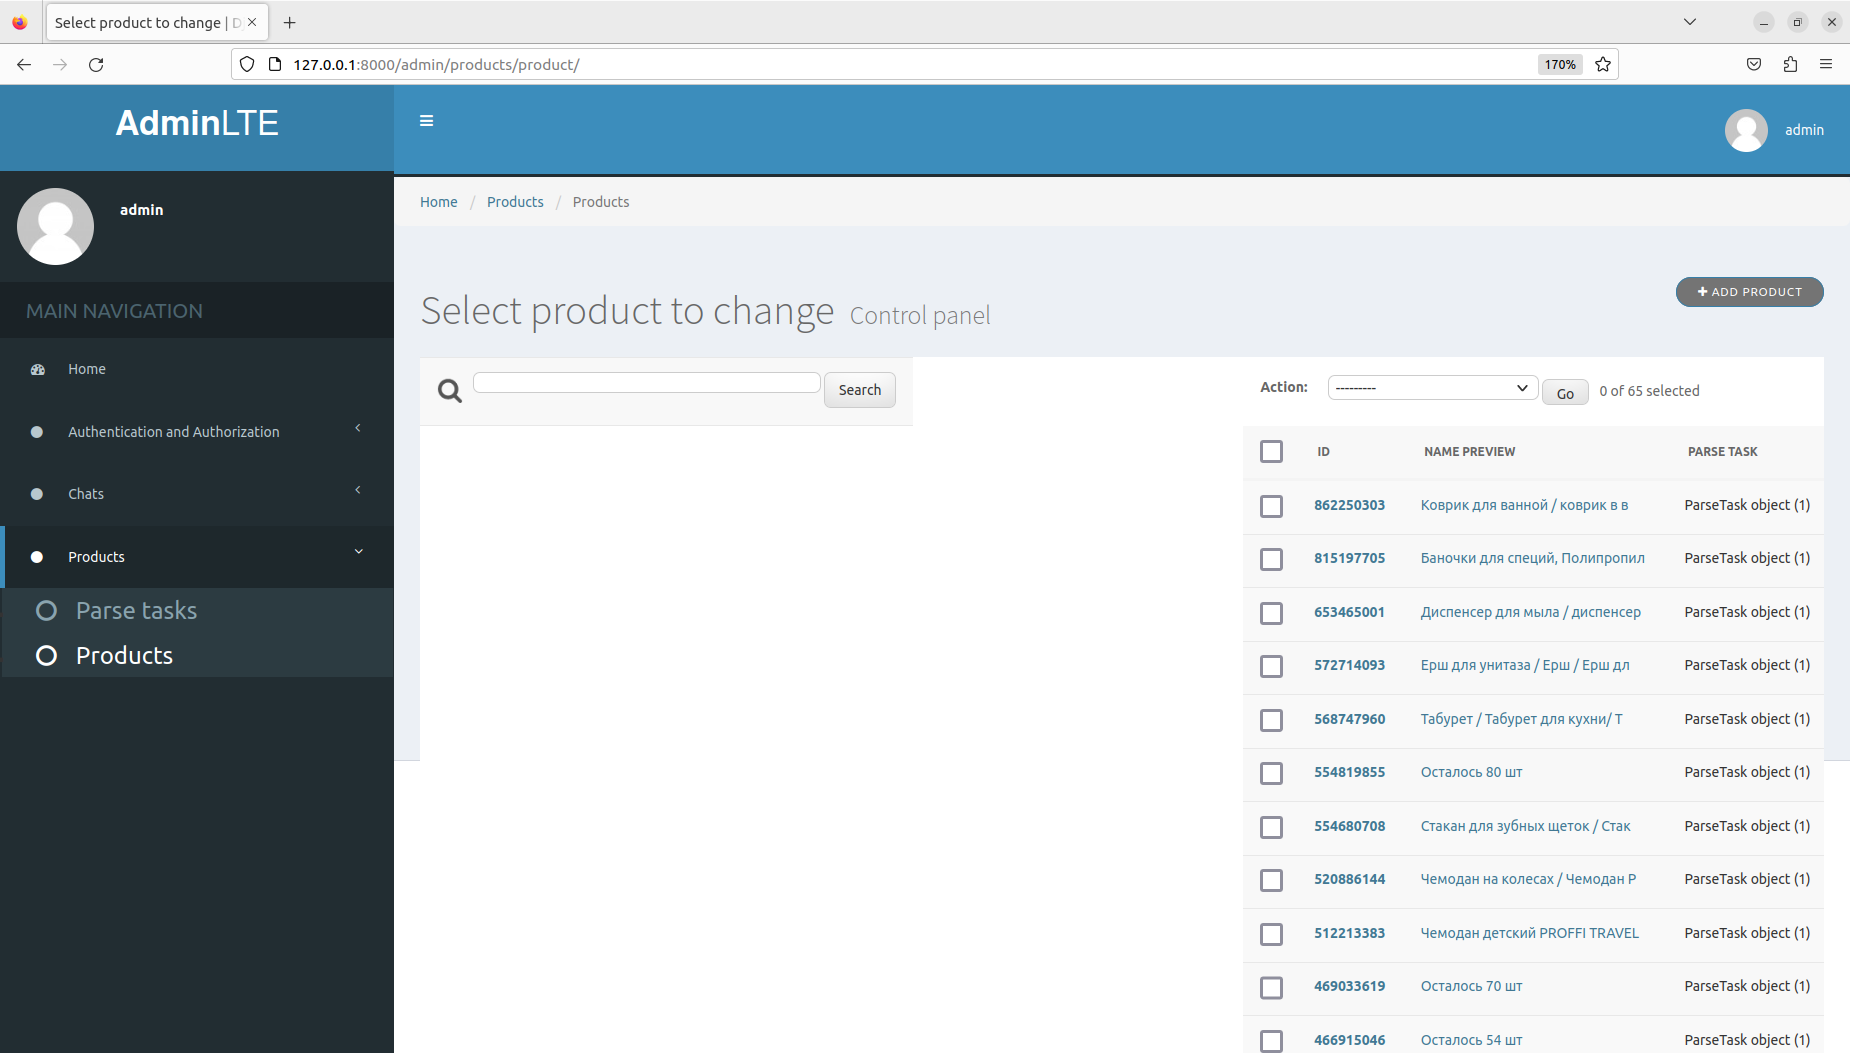 Select product to change | D
127.0.0.1:8000/admin/products/product/
170%
AdminLTE
admin
admin
MAIN NAVIGATION
Home
Authentication and Authorization
Chats
Products
Parse tasks
Products
Home / Products / Products
Select product to change Control panel
ADD PRODUCT
Search
Action: --------- Go 0 of 65 selected
ID NAME PREVIEW PARSE TASK
862250303 Коврик для ванной / коврик в в ParseTask object (1)
815197705 Баночки для специй, Полипропил ParseTask object (1)
653465001 Диспенсер для мыла / диспенсер ParseTask object (1)
572714093 Ерш для унитаза / Ерш / Ерш дл ParseTask object (1)
568747960 Табурет / Табурет для кухни/ Т ParseTask object (1)
554819855 Осталось 80 шт ParseTask object (1)
554680708 Стакан для зубных щеток / Стак ParseTask object (1)
520886144 Чемодан на колесах / Чемодан P ParseTask object (1)
512213383 Чемодан детский PROFFI TRAVEL ParseTask object (1)
469033619 Осталось 70 шт ParseTask object (1)
466915046 Осталось 54 шт ParseTask object (1)